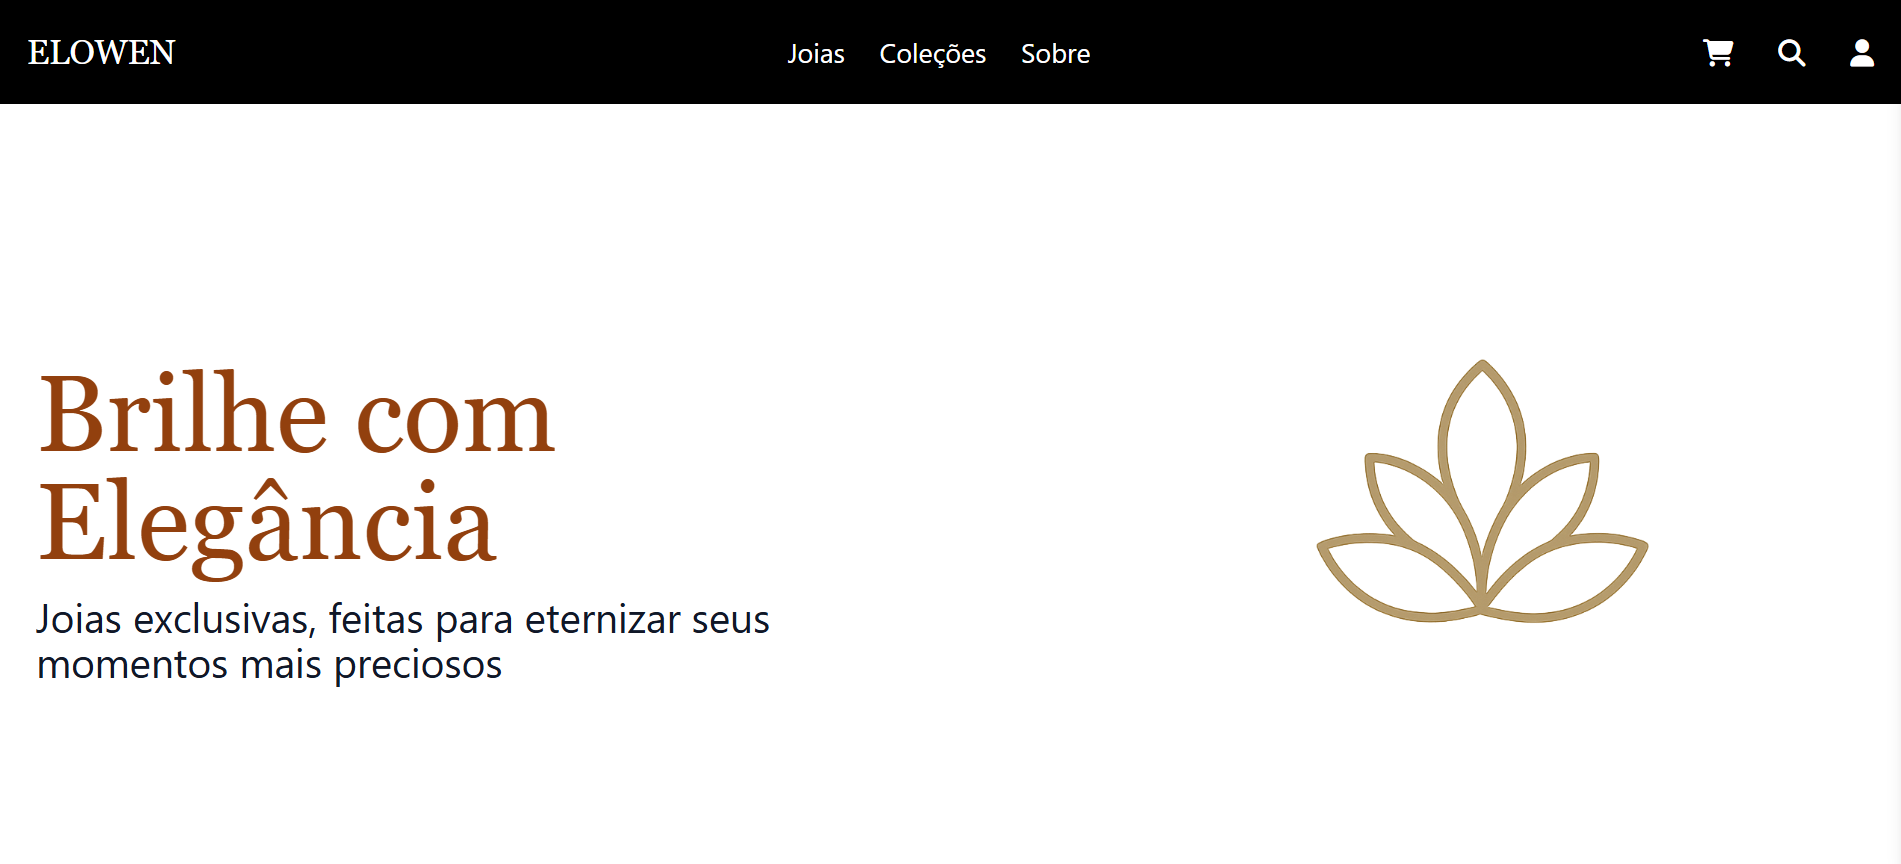 ELOWEN
Joias
Coleções
Sobre
Brilhe com
Elegância
Joias exclusivas, feitas para eternizar seus
momentos mais preciosos